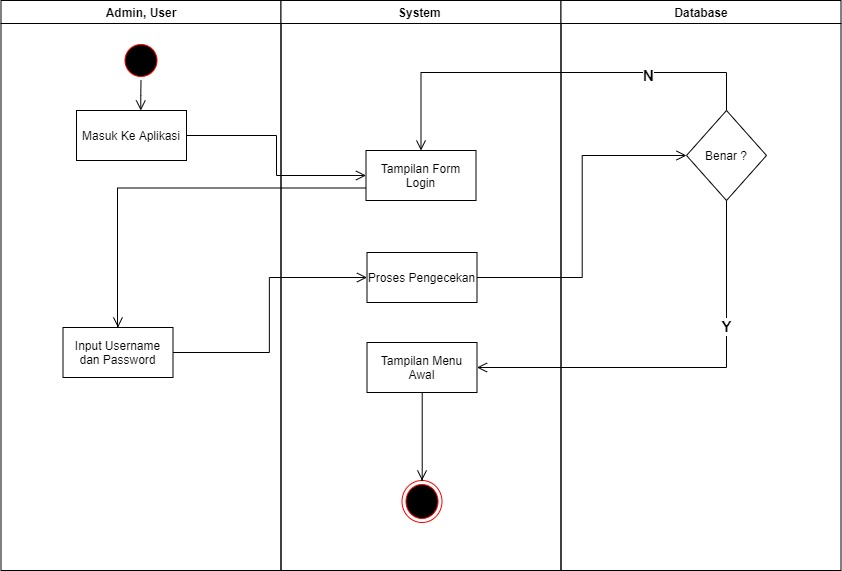 Admin, User
System
Database
N
Masuk Ke Aplikasi
Tampilan Form
Login
Benar ?
Proses Pengecekan
Y
Input Username
dan Password
Tampilan Menu
Awal